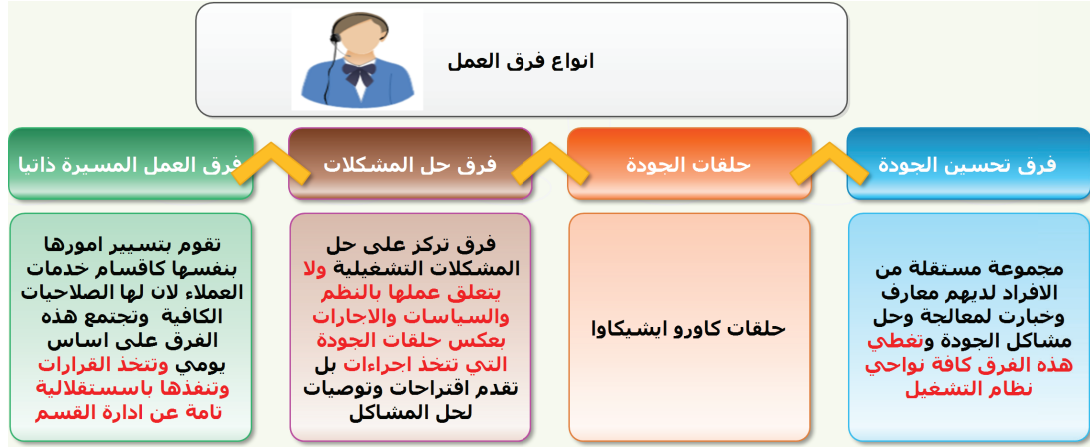 انواع فرق العمل
فرق تحسين الجودة
مجموعة مستقلة من
الافراد لديهم معارف
وخبارت لمعالجة وحل
مشاكل الجودة وتغطي
هذه الفرق كافة نواحي
نظام التشغيل
حلقات الجودة
حلقات كاورو ايشيكاوا
فرق حل المشكلات
فرق تركز على حل
المشكلات التشغيلية ولا
يتعلق عملها بالنظم
والسياسات والاجارات
بعكس حلقات الجودة
التي تتخذ اجراءات بل
تقدم اقتراحات وتوصيات
لحل المشاكل
فرق العمل المسيرة ذاتيا
تقوم بتسيير امورها
بنفسها كاقسام خدمات
العملاء لان لها الصلاحيات
الكافية وتجتمع هذه
الفرق على اساس
يومي وتتخذ القرارات
وتنفذها باسستقلالية
تامة عن ادارة القسم